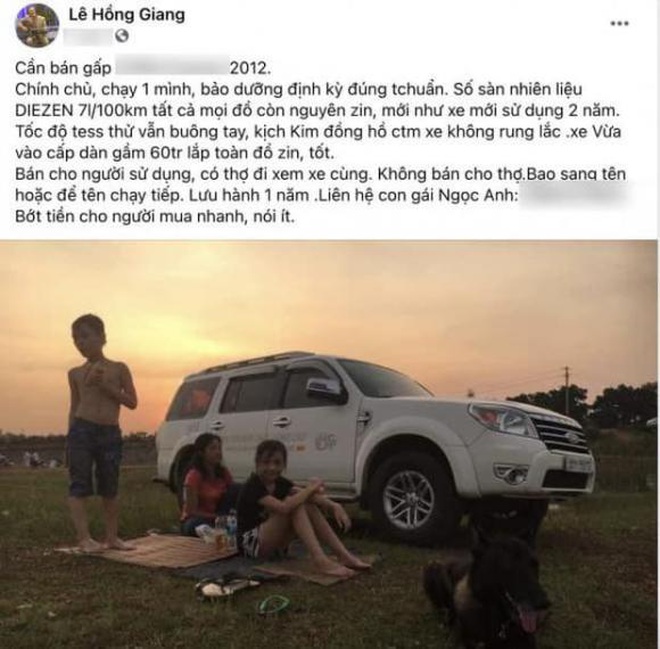 Lê Hồng Giang
Cần bán gấp 2012.
Chính chủ, chạy 1 mình, bảo dưỡng định kỳ đúng tchuẩn. Số sàn nhiên liệu
DIEZEN 7l/100km tất cả mọi đồ còn nguyên zin, mới như xe mới sử dụng 2 năm.
Tốc độ tess thử vẫn buông tay, kịch Kim đồng hồ ctm xe không rung lắc .xe Vừa
vào cấp dàn gầm 60tr lắp toàn đồ zin, tốt.
Bán cho người sử dụng, có thợ đi xem xe cùng. Không bán cho thợ.Bao sang tên
hoặc để tên chạy tiếp. Lưu hành 1 năm .Liên hệ con gái Ngọc Anh:
Bớt tiền cho người mua nhanh, nói ít.